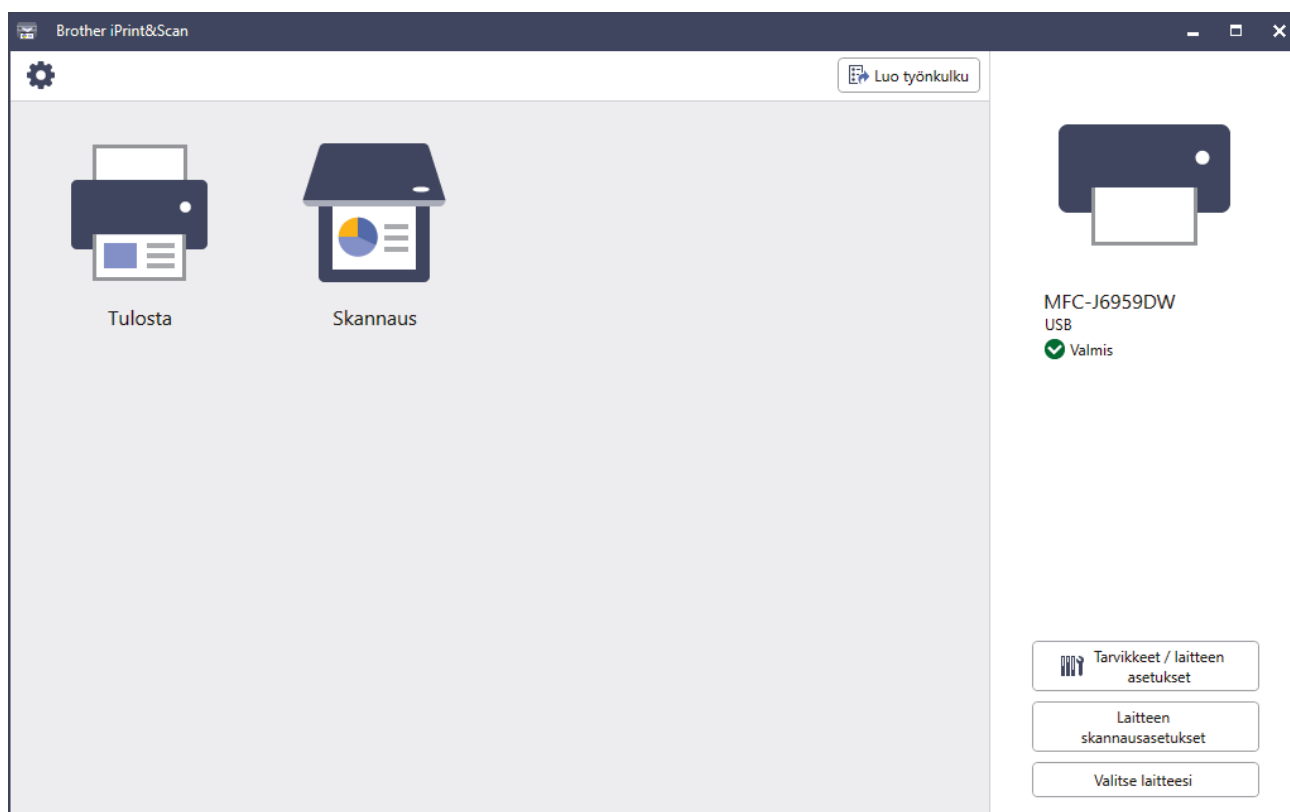 Brother iPrint&Scan
Luo työnkulku
Tulosta
Skannaus
MFC-J6959DW
USB
Valmis
Tarvikkeet / laitteen
asetukset
Laitteen
skannausasetukset
Valitse laitteesi